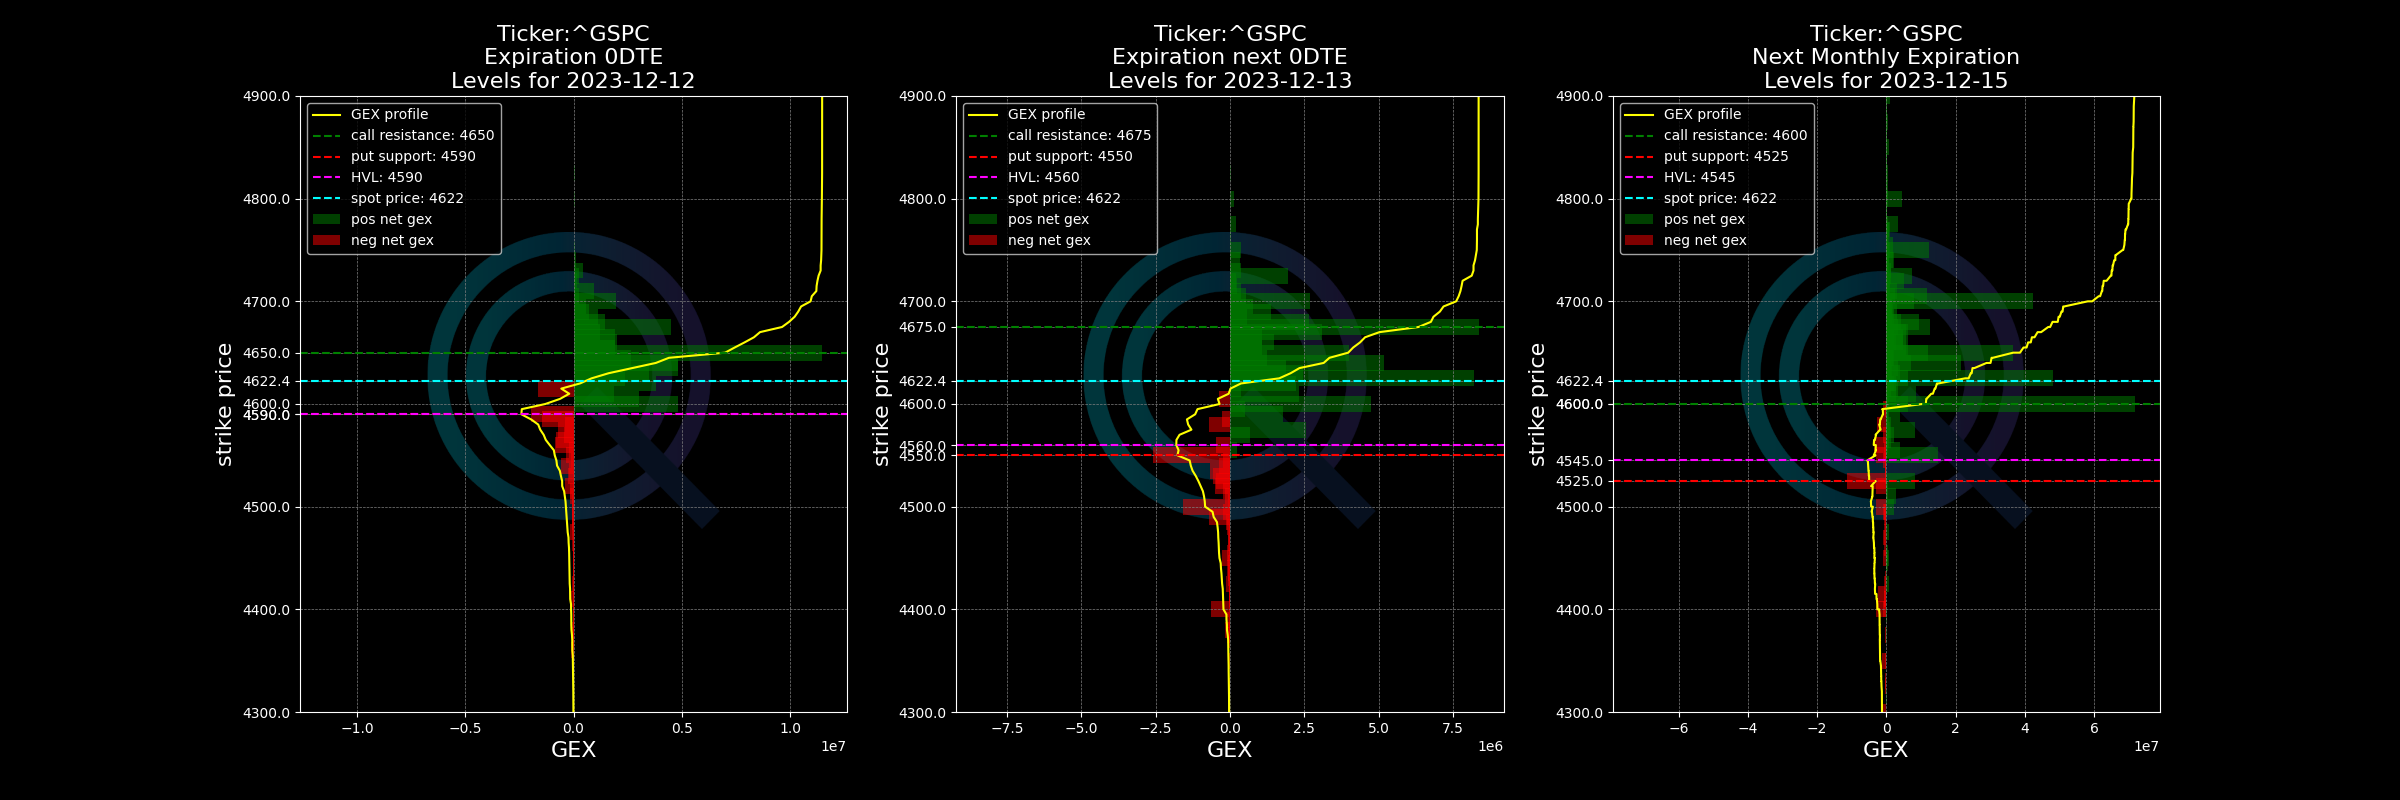 Ticker:^GSPC
Expiration 0DTE
Levels for 2023-12-12
GEX profile
call resistance: 4650
put support: 4590
HVL: 4590
spot price: 4622
pos net gex
neg net gex
4900.0
4800.0
4700.0
4650.0
4622.4
4600.0
4590.0
4500.0
4400.0
4300.0
strike price
−1.0
−0.5
0.0
0.5
1.0
1e7
GEX
Ticker:^GSPC
Expiration next 0DTE
Levels for 2023-12-13
GEX profile
call resistance: 4675
put support: 4550
HVL: 4560
spot price: 4622
pos net gex
neg net gex
4900.0
4800.0
4700.0
4675.0
4622.4
4600.0
4560.0
4550.0
4500.0
4400.0
4300.0
strike price
−7.5
−5.0
−2.5
0.0
2.5
5.0
7.5
1e6
GEX
Ticker:^GSPC
Next Monthly Expiration
Levels for 2023-12-15
GEX profile
call resistance: 4600
put support: 4525
HVL: 4545
spot price: 4622
pos net gex
neg net gex
4900.0
4800.0
4700.0
4622.4
4600.0
4545.0
4525.0
4500.0
4400.0
4300.0
strike price
−6
−4
−2
0
2
4
6
1e7
GEX